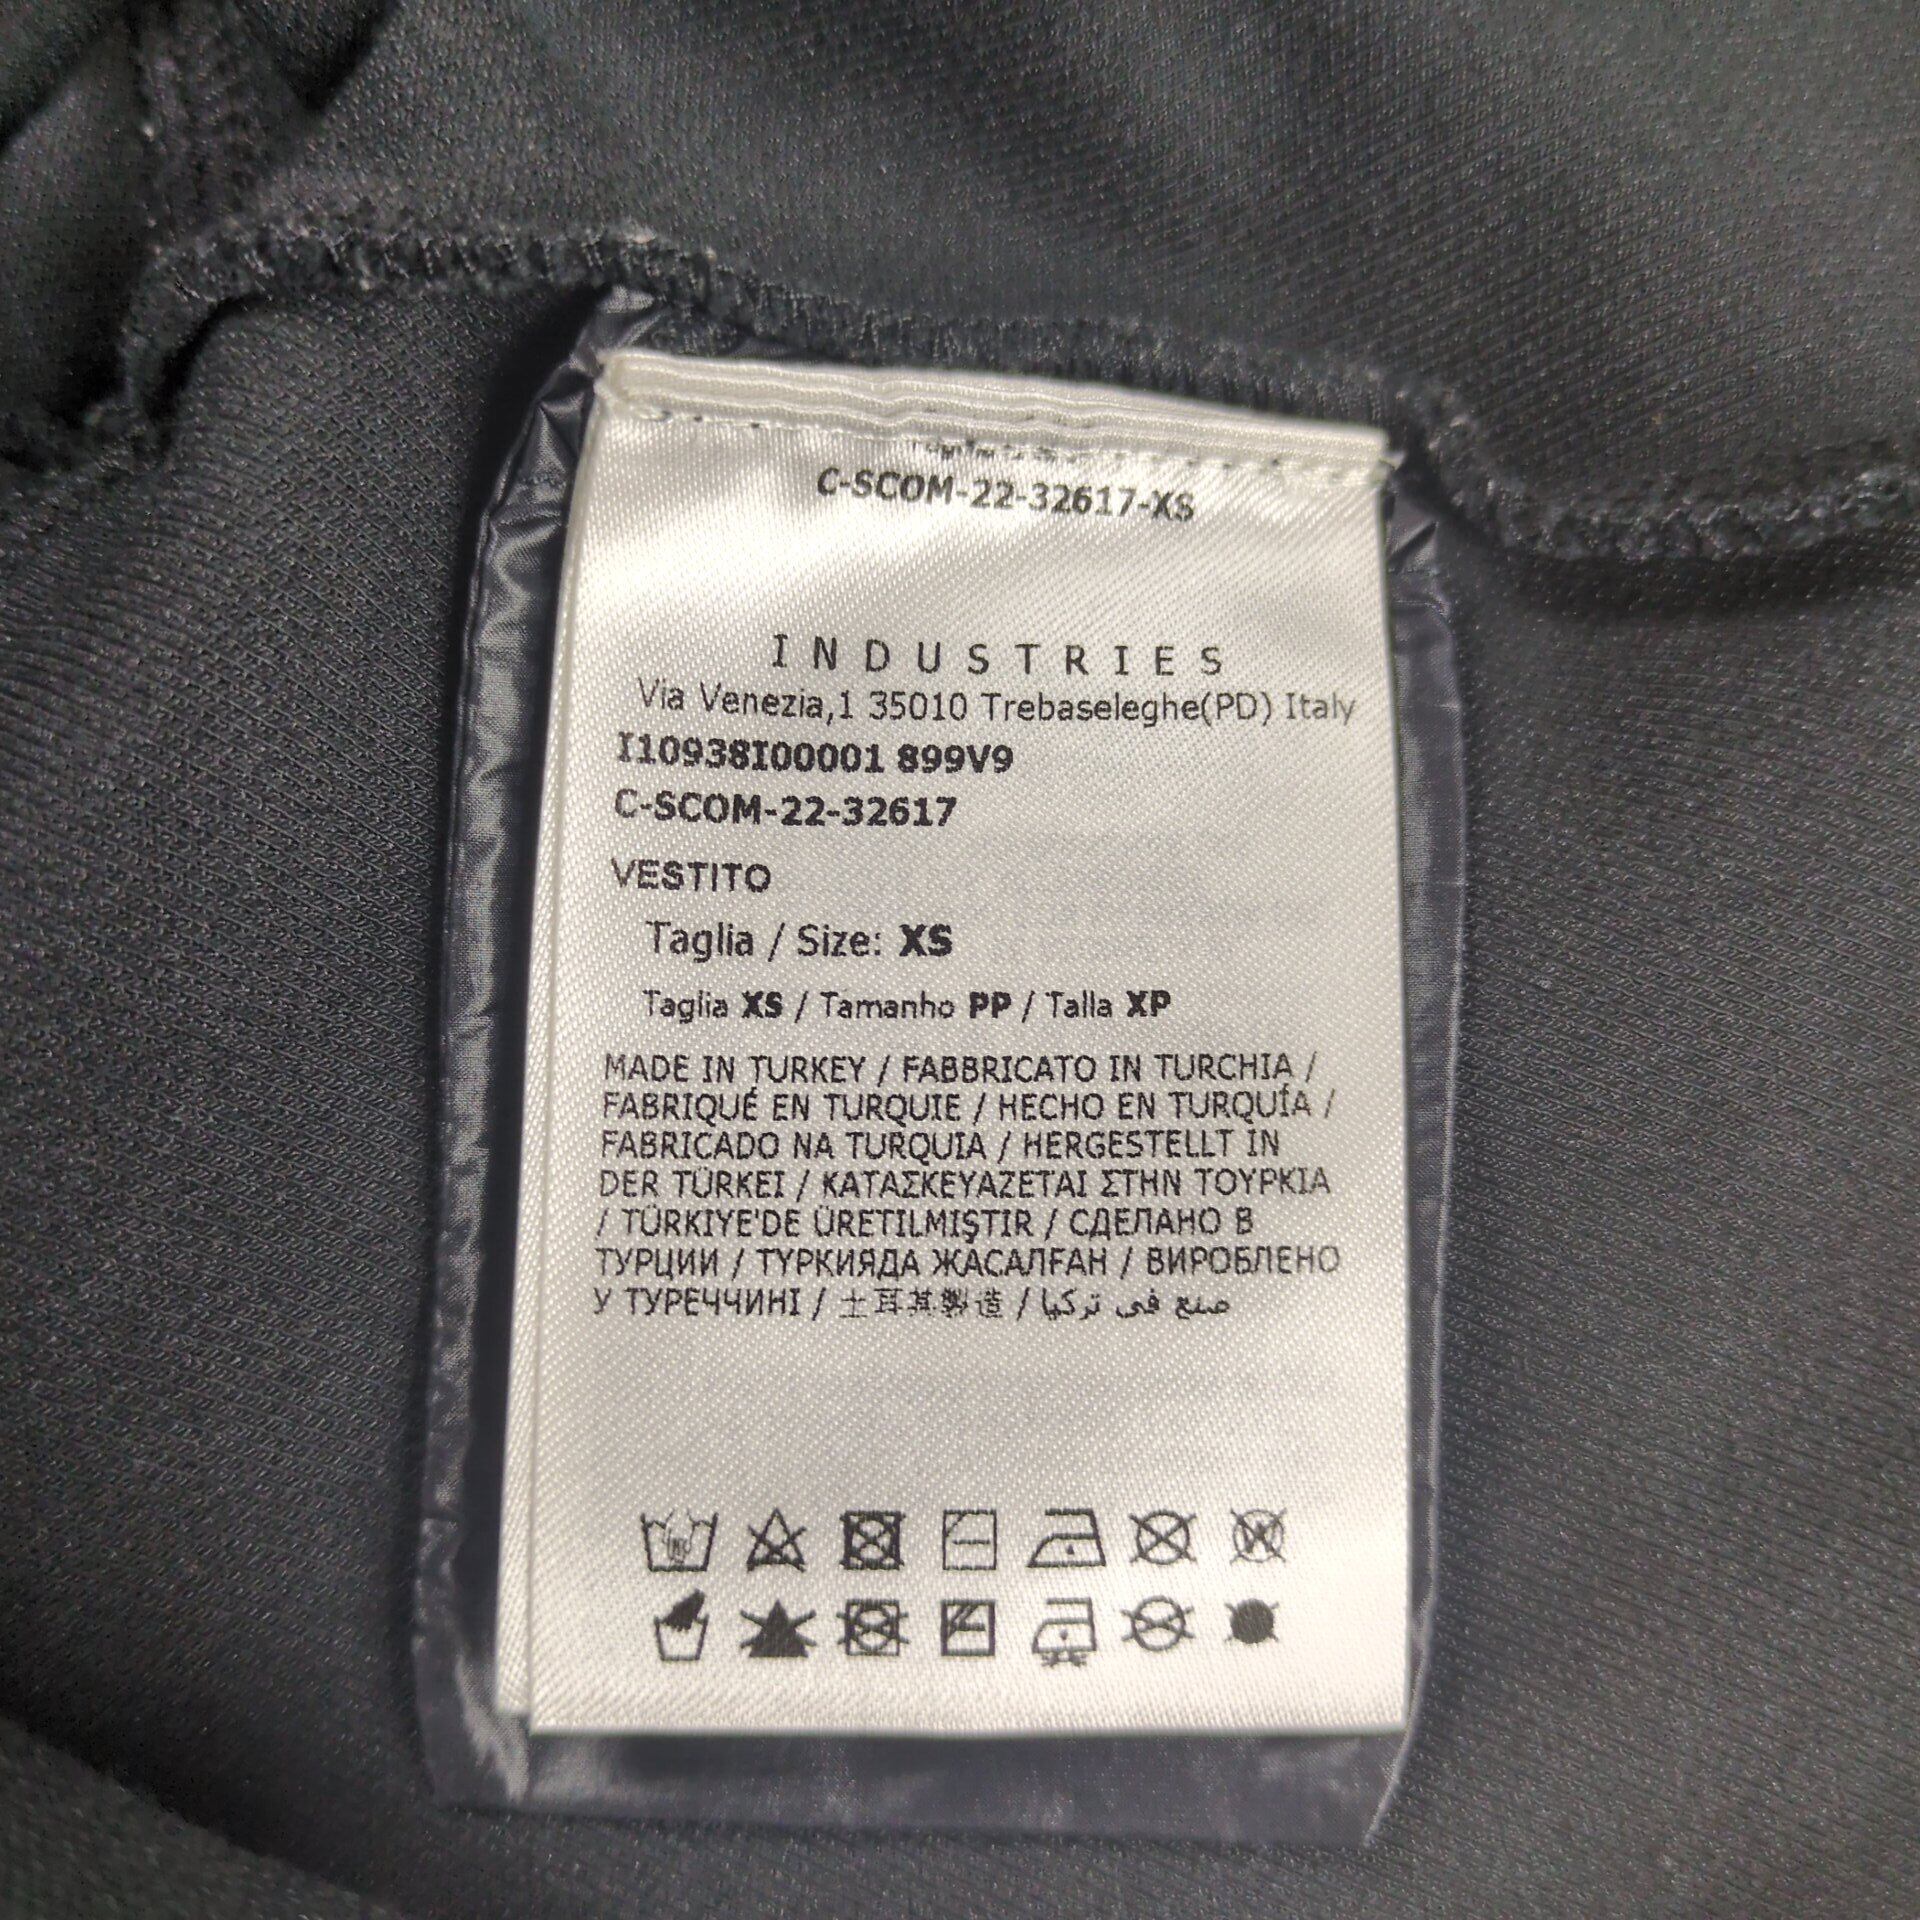 C-SCOM-22-32617-XS
INDUSTRIES
Via Venezia,1 35010 Trebaseleghe(PD) Italy
I10938I00001 899V9
C-SCOM-22-32617
VESTITO
Taglia / Size: XS
Taglia XS / Tamanho PP / Talla XP
MADE IN TURKEY / FABBRICATO IN TURCHIA /
FABRIQUÉ EN TURQUIE / HECHO EN TURQUÍA /
FABRICADO NA TURQUIA / HERGESTELLT IN
DER TÜRKEI / ΚΑΤΑΣΚΕΥΑΖΕΤΑΙ ΣΤΗΝ ΤΟΥΡΚΙΑ
/ TÜRKIYE'DE ÜRETILMIŞTIR / СДЕЛАНО В
ТУРЦИИ / ТҮРКИЯДА ЖАСАЛҒАН / ВИРОБЛЕНО
У ТУРЕЧЧИНІ / 土耳其製造 / صنع في تركيا